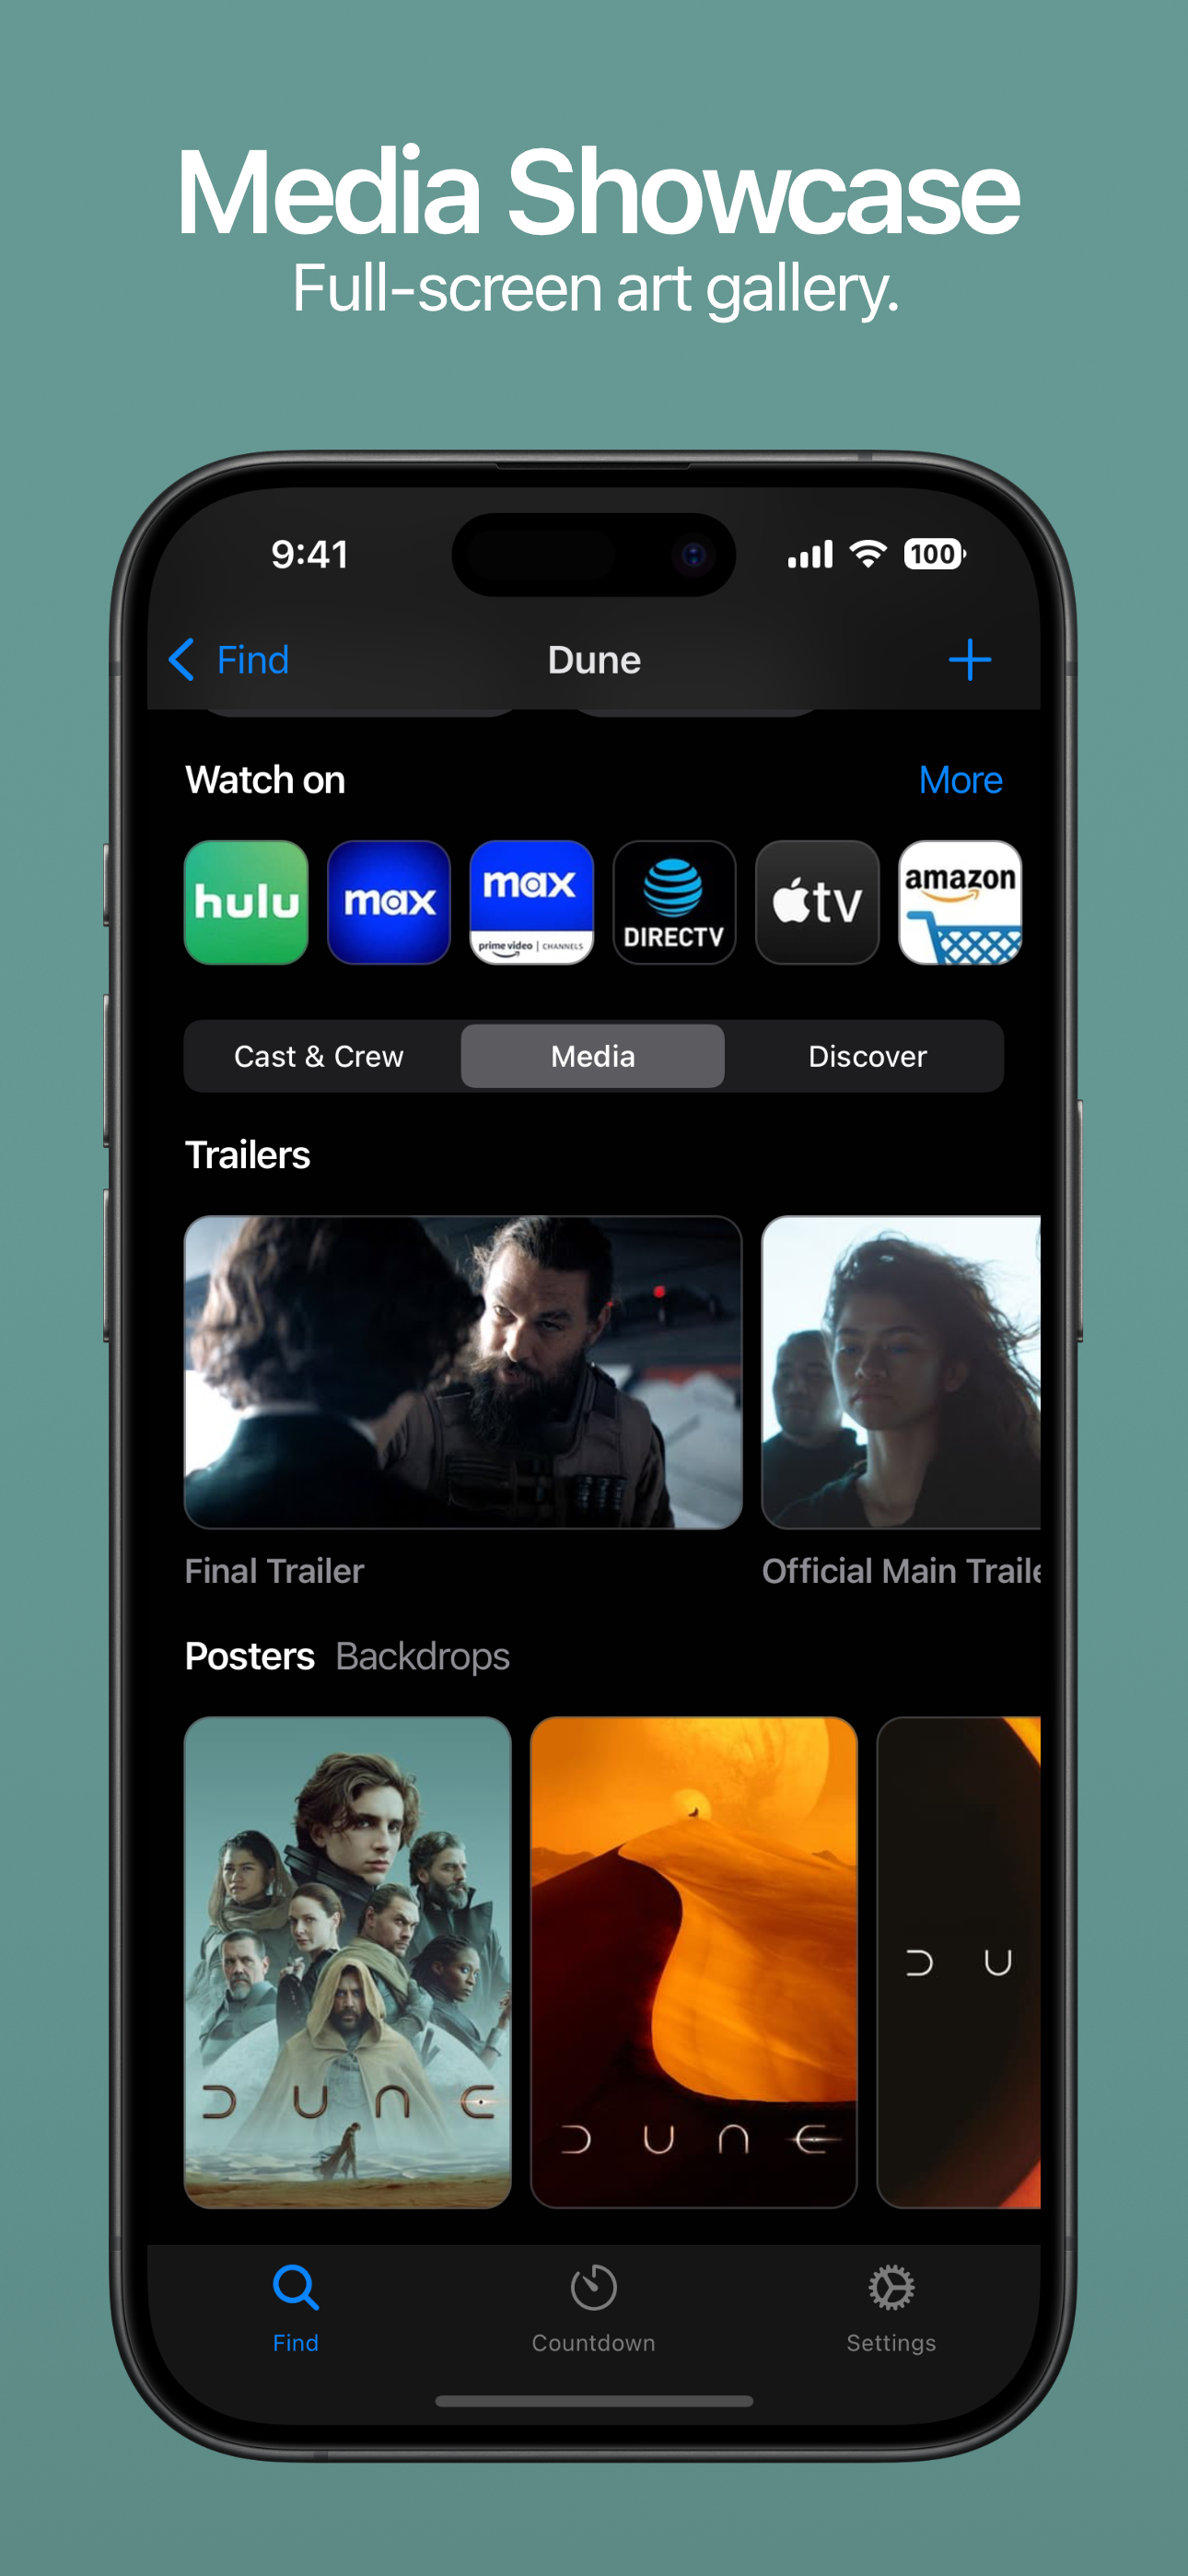 Media Showcase
Full-screen art gallery.
9:41
100
Find
Dune
Watch on
More
hulu
max
max
prime video | CHANNELS
DIRECTV
tv
amazon
Cast & Crew
Media
Discover
Trailers
Final Trailer
Official Main Traile
Posters
Backdrops
DUNE
DUNE
DU
Find
Countdown
Settings